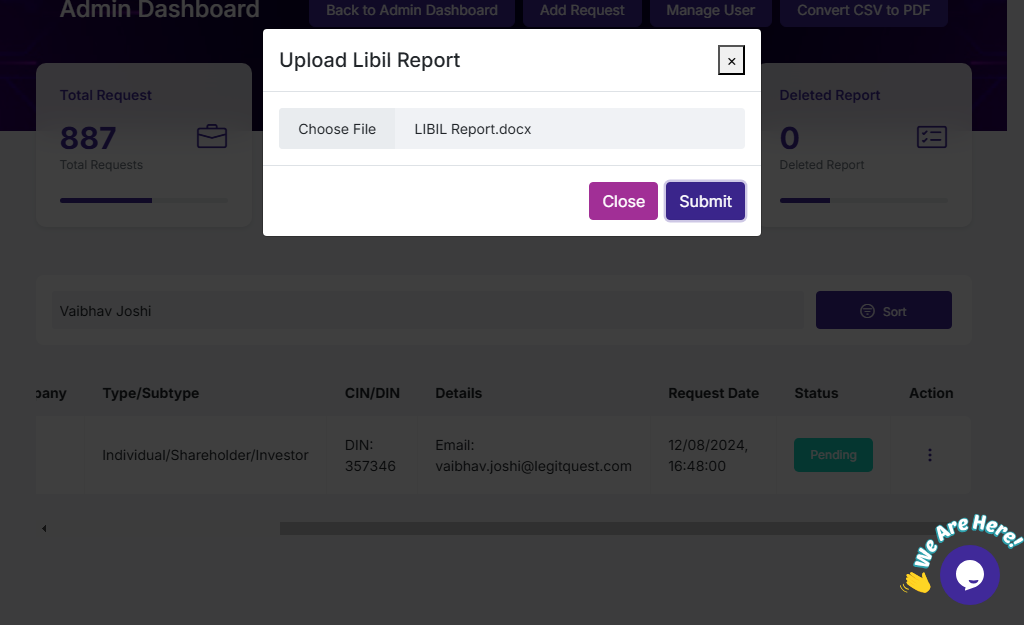 Admin Dashboard
Back to Admin Dashboard
Add Request
Manage User
Convert CSV to PDF
Upload Libil Report
×
Choose File
LIBIL Report.docx
Close
Submit
Total Request
887
Total Requests
Deleted Report
0
Deleted Report
Vaibhav Joshi
Sort
pany
Type/Subtype
CIN/DIN
Details
Request Date
Status
Action
Individual/Shareholder/Investor
DIN:
357346
Email:
vaibhav.joshi@legitquest.com
12/08/2024,
16:48:00
Pending
We Are Here!